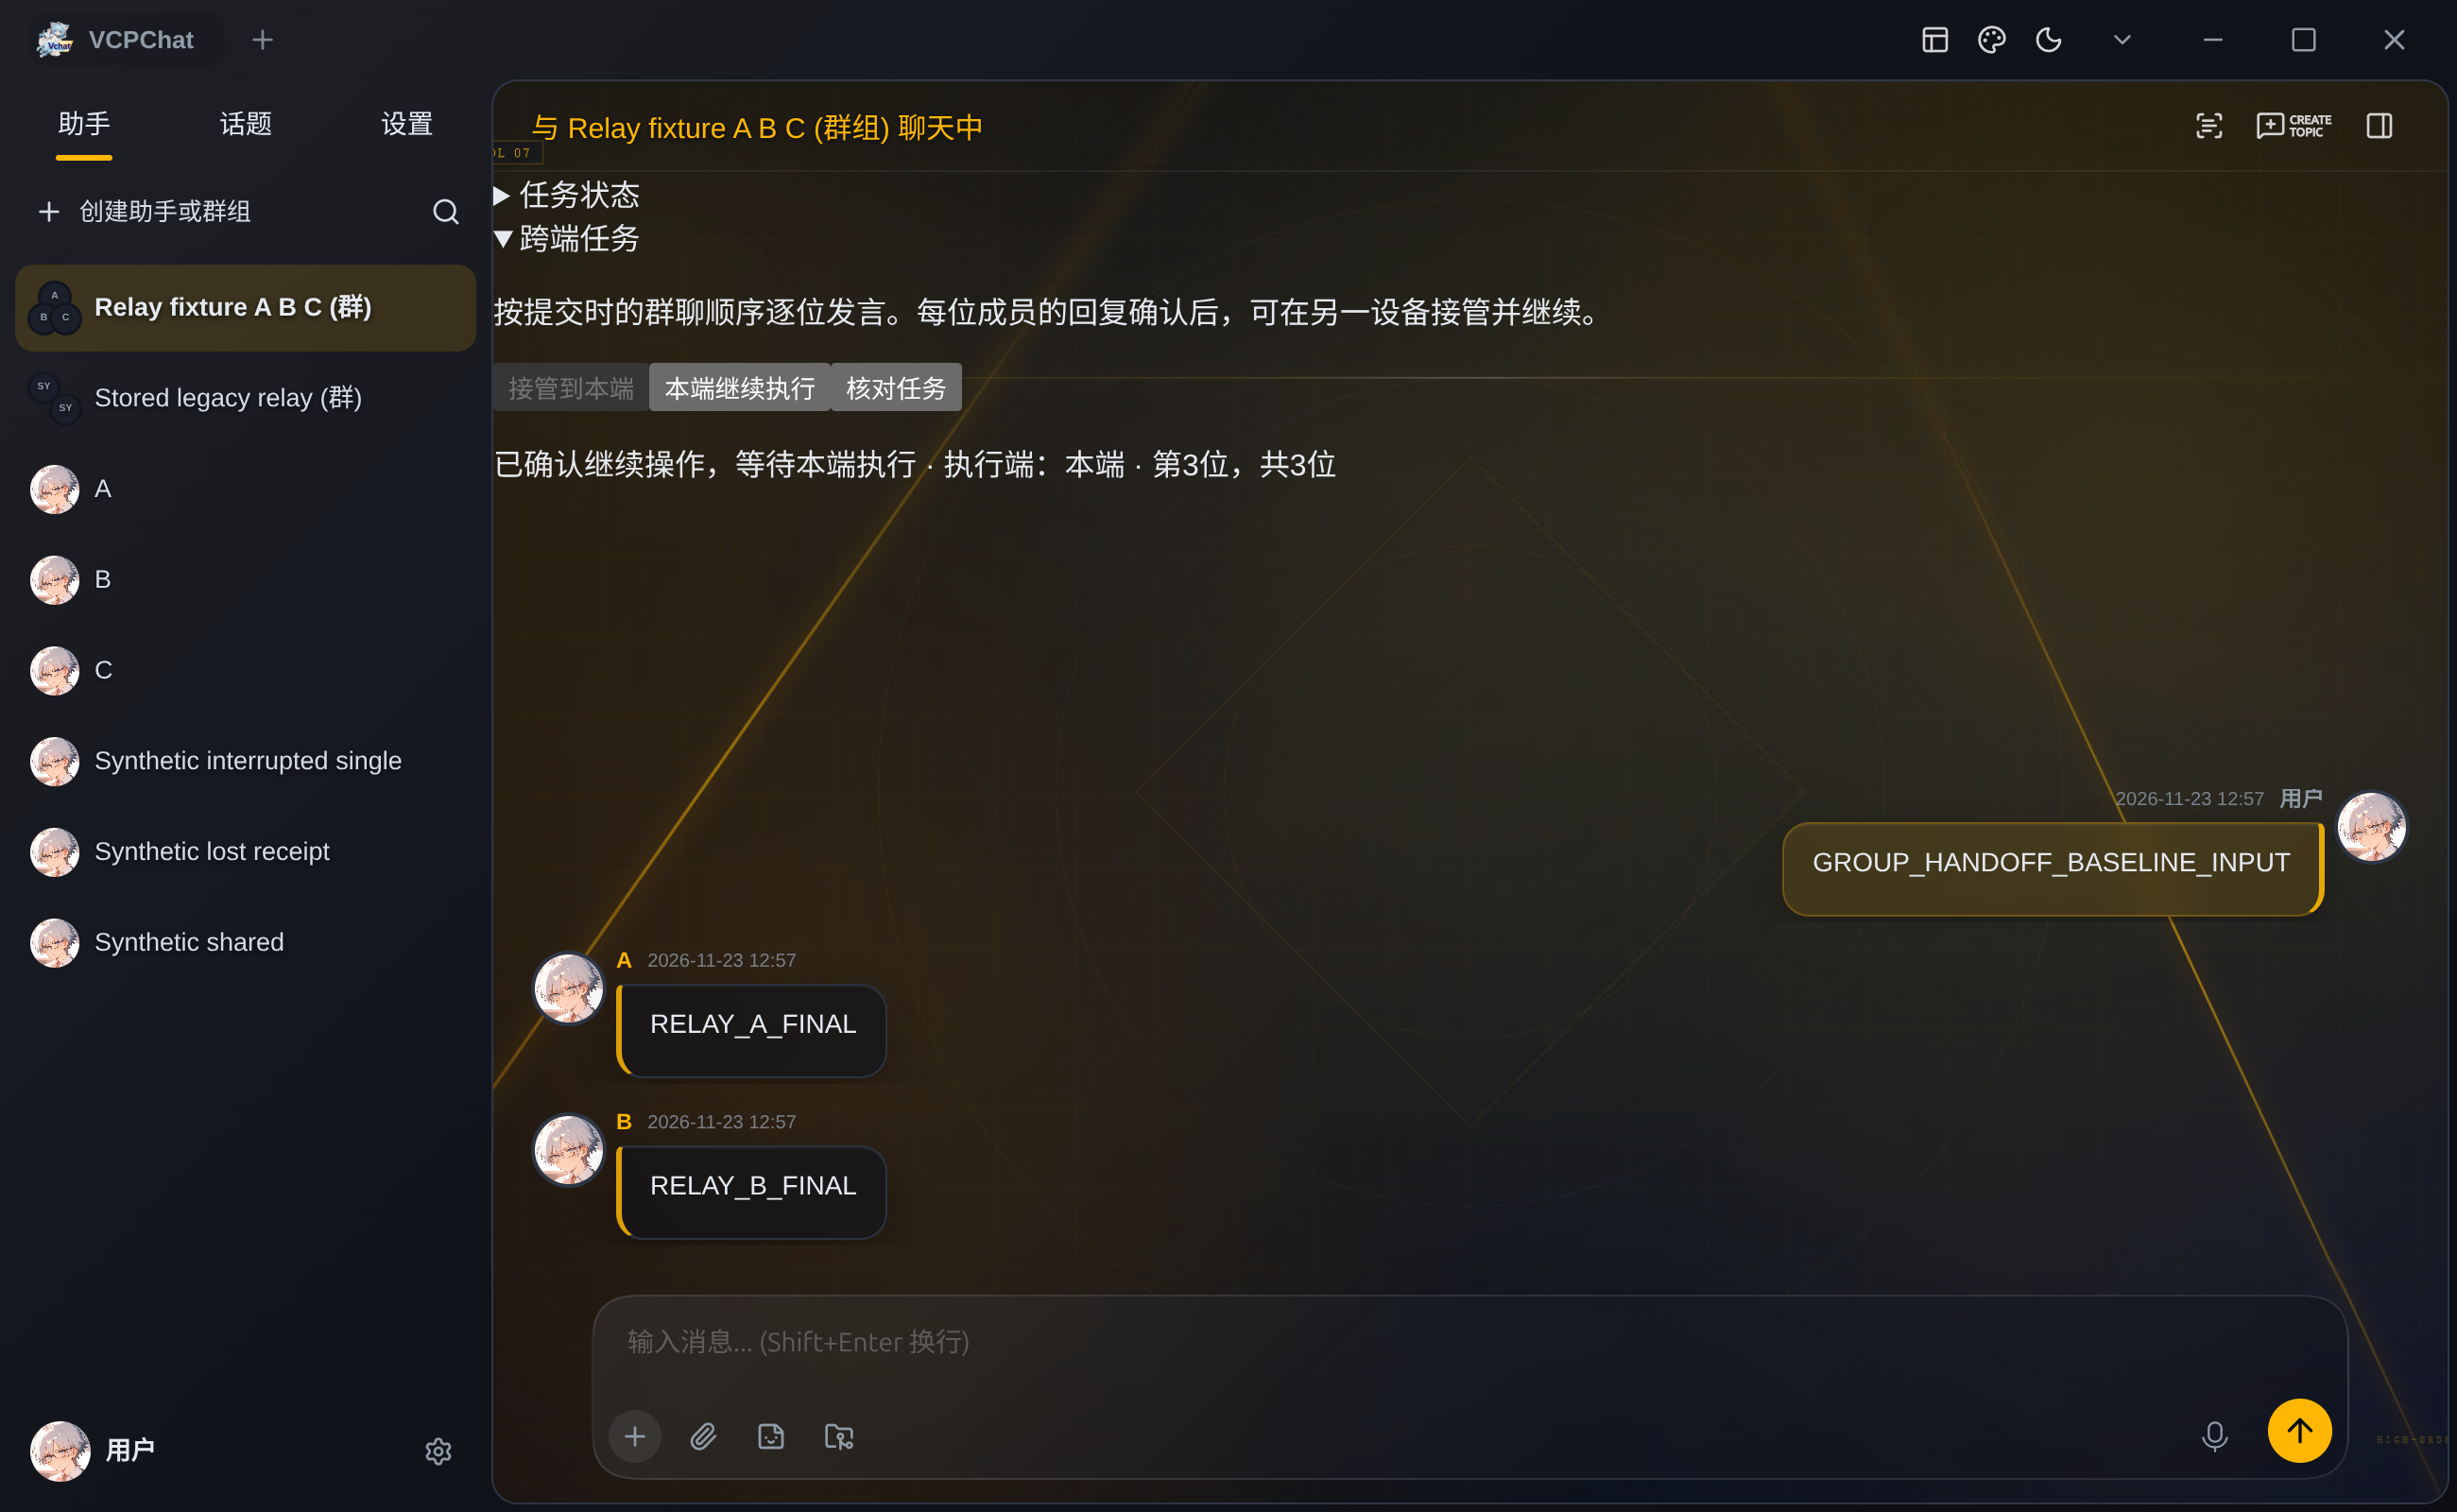 VCPChat
助手 话题 设置
创建助手或群组
Relay fixture A B C (群)
Stored legacy relay (群)
A
B
C
Synthetic interrupted single
Synthetic lost receipt
Synthetic shared
用户
与 Relay fixture A B C (群组) 聊天中
CREATE
TOPIC
OL 07
▶ 任务状态
▼ 跨端任务
按提交时的群聊顺序逐位发言。每位成员的回复确认后，可在另一设备接管并继续。
接管到本端 本端继续执行 核对任务
已确认继续操作，等待本端执行 · 执行端：本端 · 第3位，共3位
2026-11-23 12:57 用户
GROUP_HANDOFF_BASELINE_INPUT
A 2026-11-23 12:57
RELAY_A_FINAL
B 2026-11-23 12:57
RELAY_B_FINAL
输入消息... (Shift+Enter 换行)